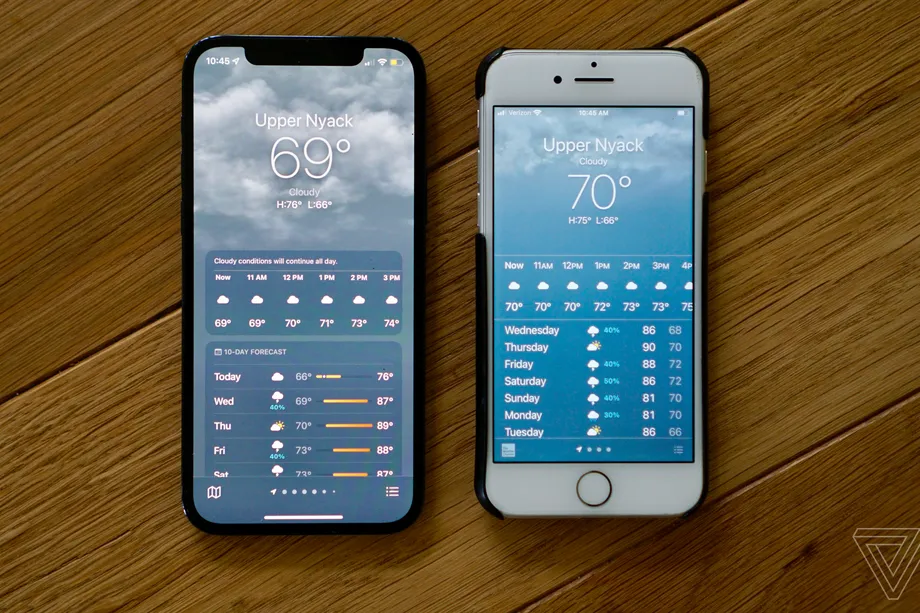 10:45
Upper Nyack
69°
Cloudy
H:76° L:66°
Cloudy conditions will continue all day.
Now 11 AM 12 PM 1 PM 2 PM 3 PM
69° 69° 70° 71° 73° 74°
10-DAY FORECAST
Today 66° 76°
Wed 40% 69° 87°
Thu 70° 89°
Fri 40% 73° 88°
Sat 73° 87°
Verizon 10:45 AM
Upper Nyack
Cloudy
70°
H:75° L:66°
Now 11AM 12PM 1PM 2PM 3PM 4P
70° 70° 70° 72° 73° 73° 75
Wednesday 40% 86 68
Thursday 90 70
Friday 40% 88 72
Saturday 50% 86 72
Sunday 40% 81 70
Monday 30% 81 70
Tuesday 86 66